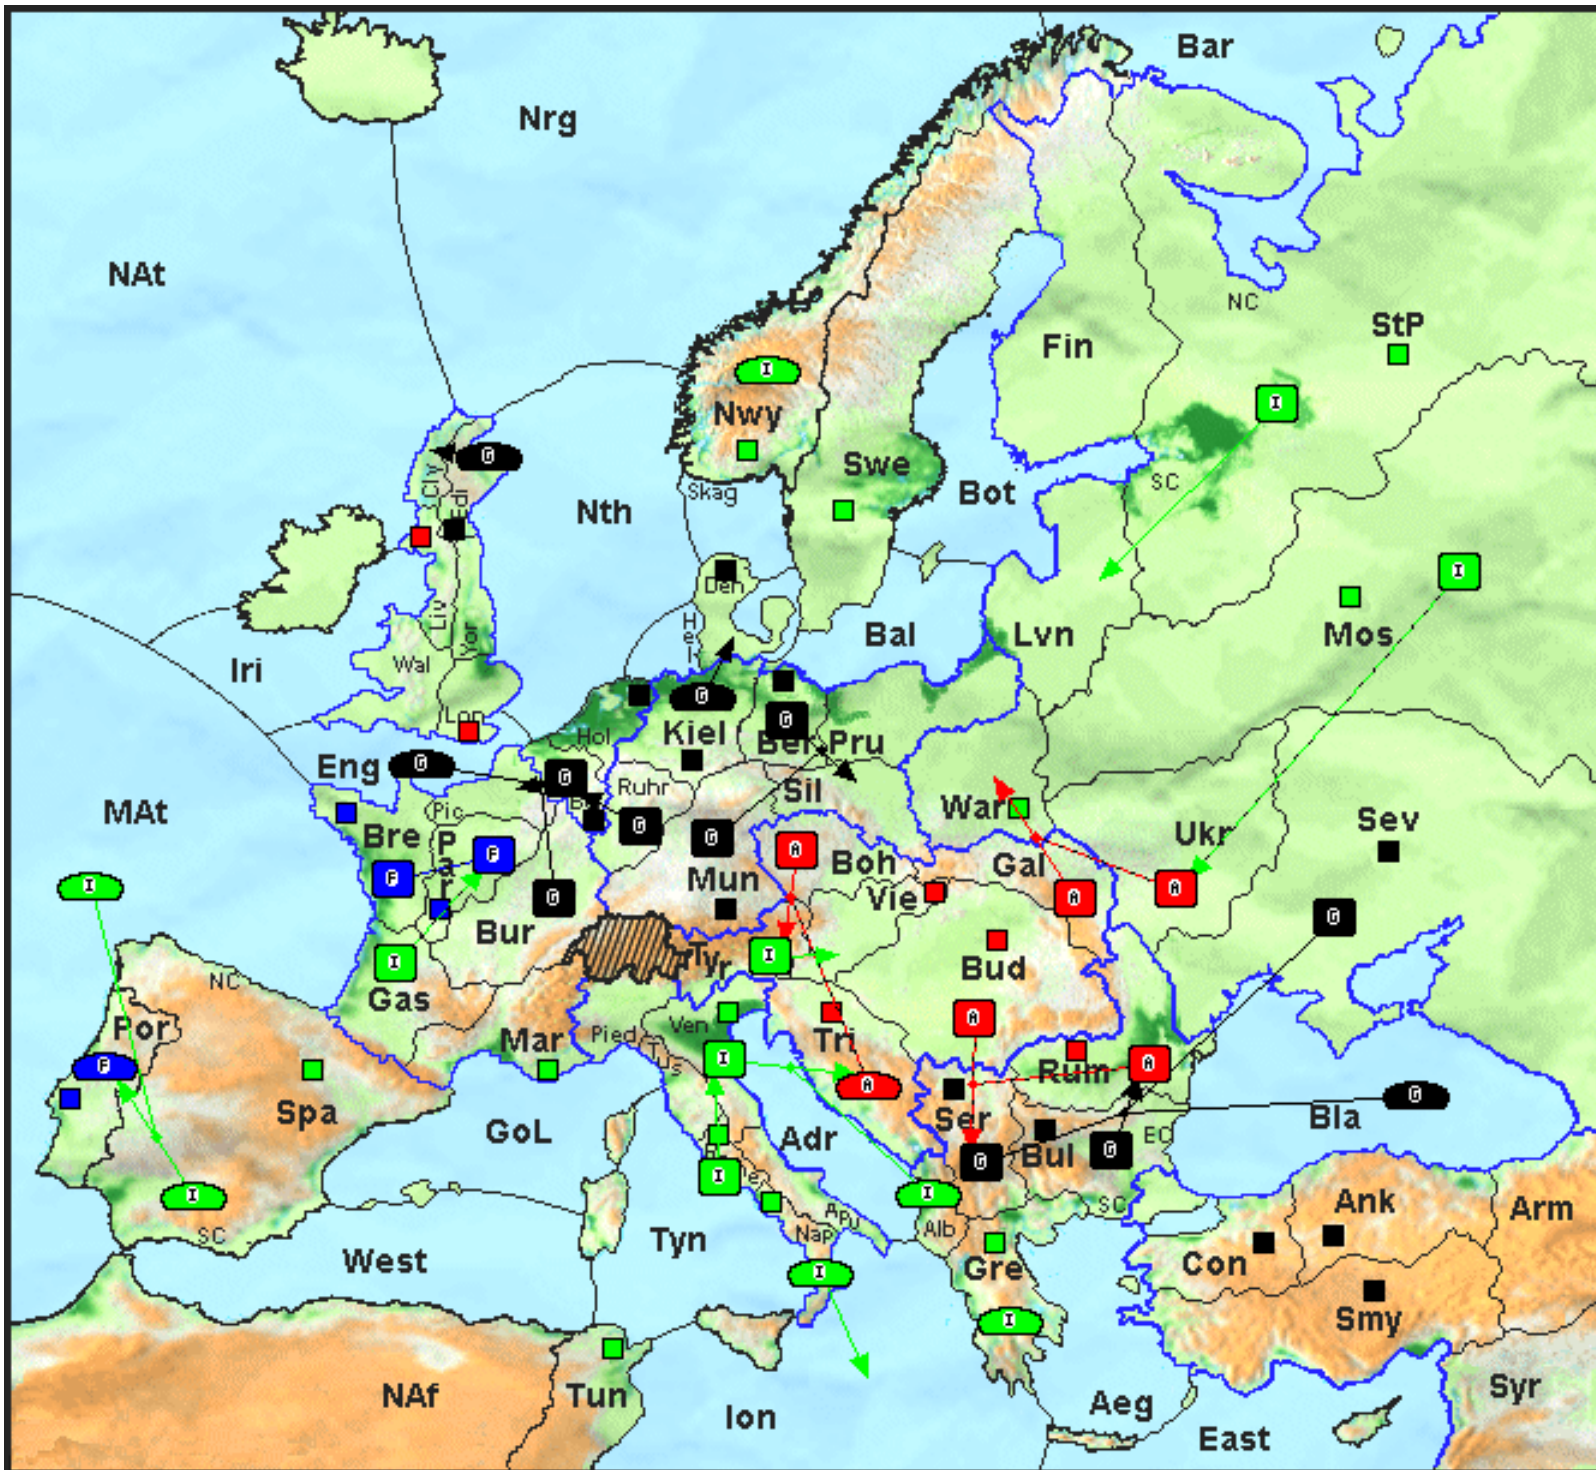 Bar
Nrg
NAt
NC
StP
Fin
I
Nwy
I
G
Cly
Edi
Swe
SC
Bot
Skag
Nth
I
Den
Hel
Liv
Yor
Bal
Lvn
Mos
Iri
Wal
Lon
G
Hol
Kiel
G
Ber
Pru
Eng
G
G
Ruhr
Sil
MAt
Pic
Bre
Par
F
F
G
G
A
Boh
War
Ukr
Sev
Gal
I
Mun
Vie
A
A
G
G
Bur
I
Gas
Tyr
I
Bud
NC
Por
Mar
Pied
Ven
Tri
A
F
Tus
I
A
Rum
A
Spa
GoL
Adr
Ser
G
Bla
Bul
G
EC
G
I
I
I
Apu
Alb
SC
Ank
Arm
SC
Tyn
Nap
West
Gre
Con
I
I
Smy
NAf
Tun
Ion
Aeg
East
Syr